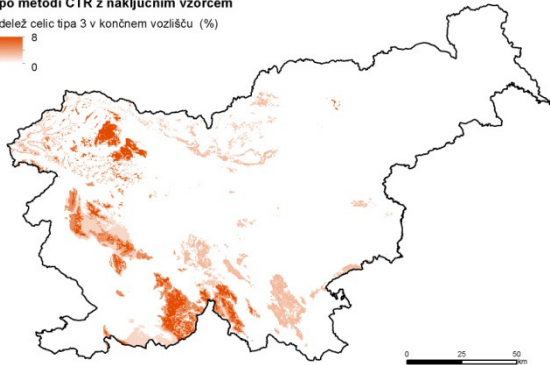 po metodi CTR z naključnim vzorcem
delež celic tipa 3 v končnem vozlišču (%)
8
0
0 25 50
km